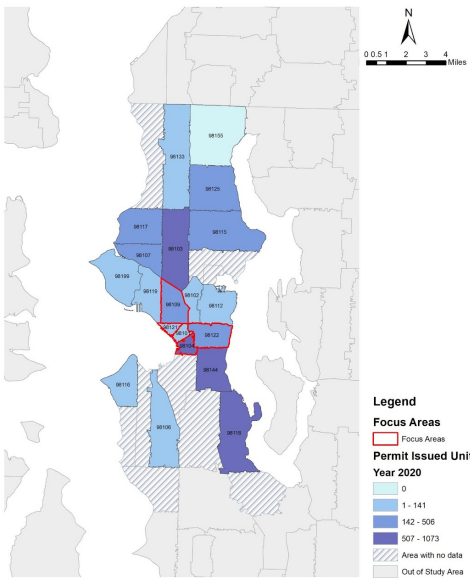 N
0 0.5 1 2 3 4
Miles
98155
98133
98125
98117
98103
98115
98107
98199
98119
98109
98102
98112
98121
98122
98104
98144
98116
98106
98118
Legend
Focus Areas
Focus Areas
Permit Issued Unit
Year 2020
0
1 - 141
142 - 506
507 - 1073
Area with no data
Out of Study Area